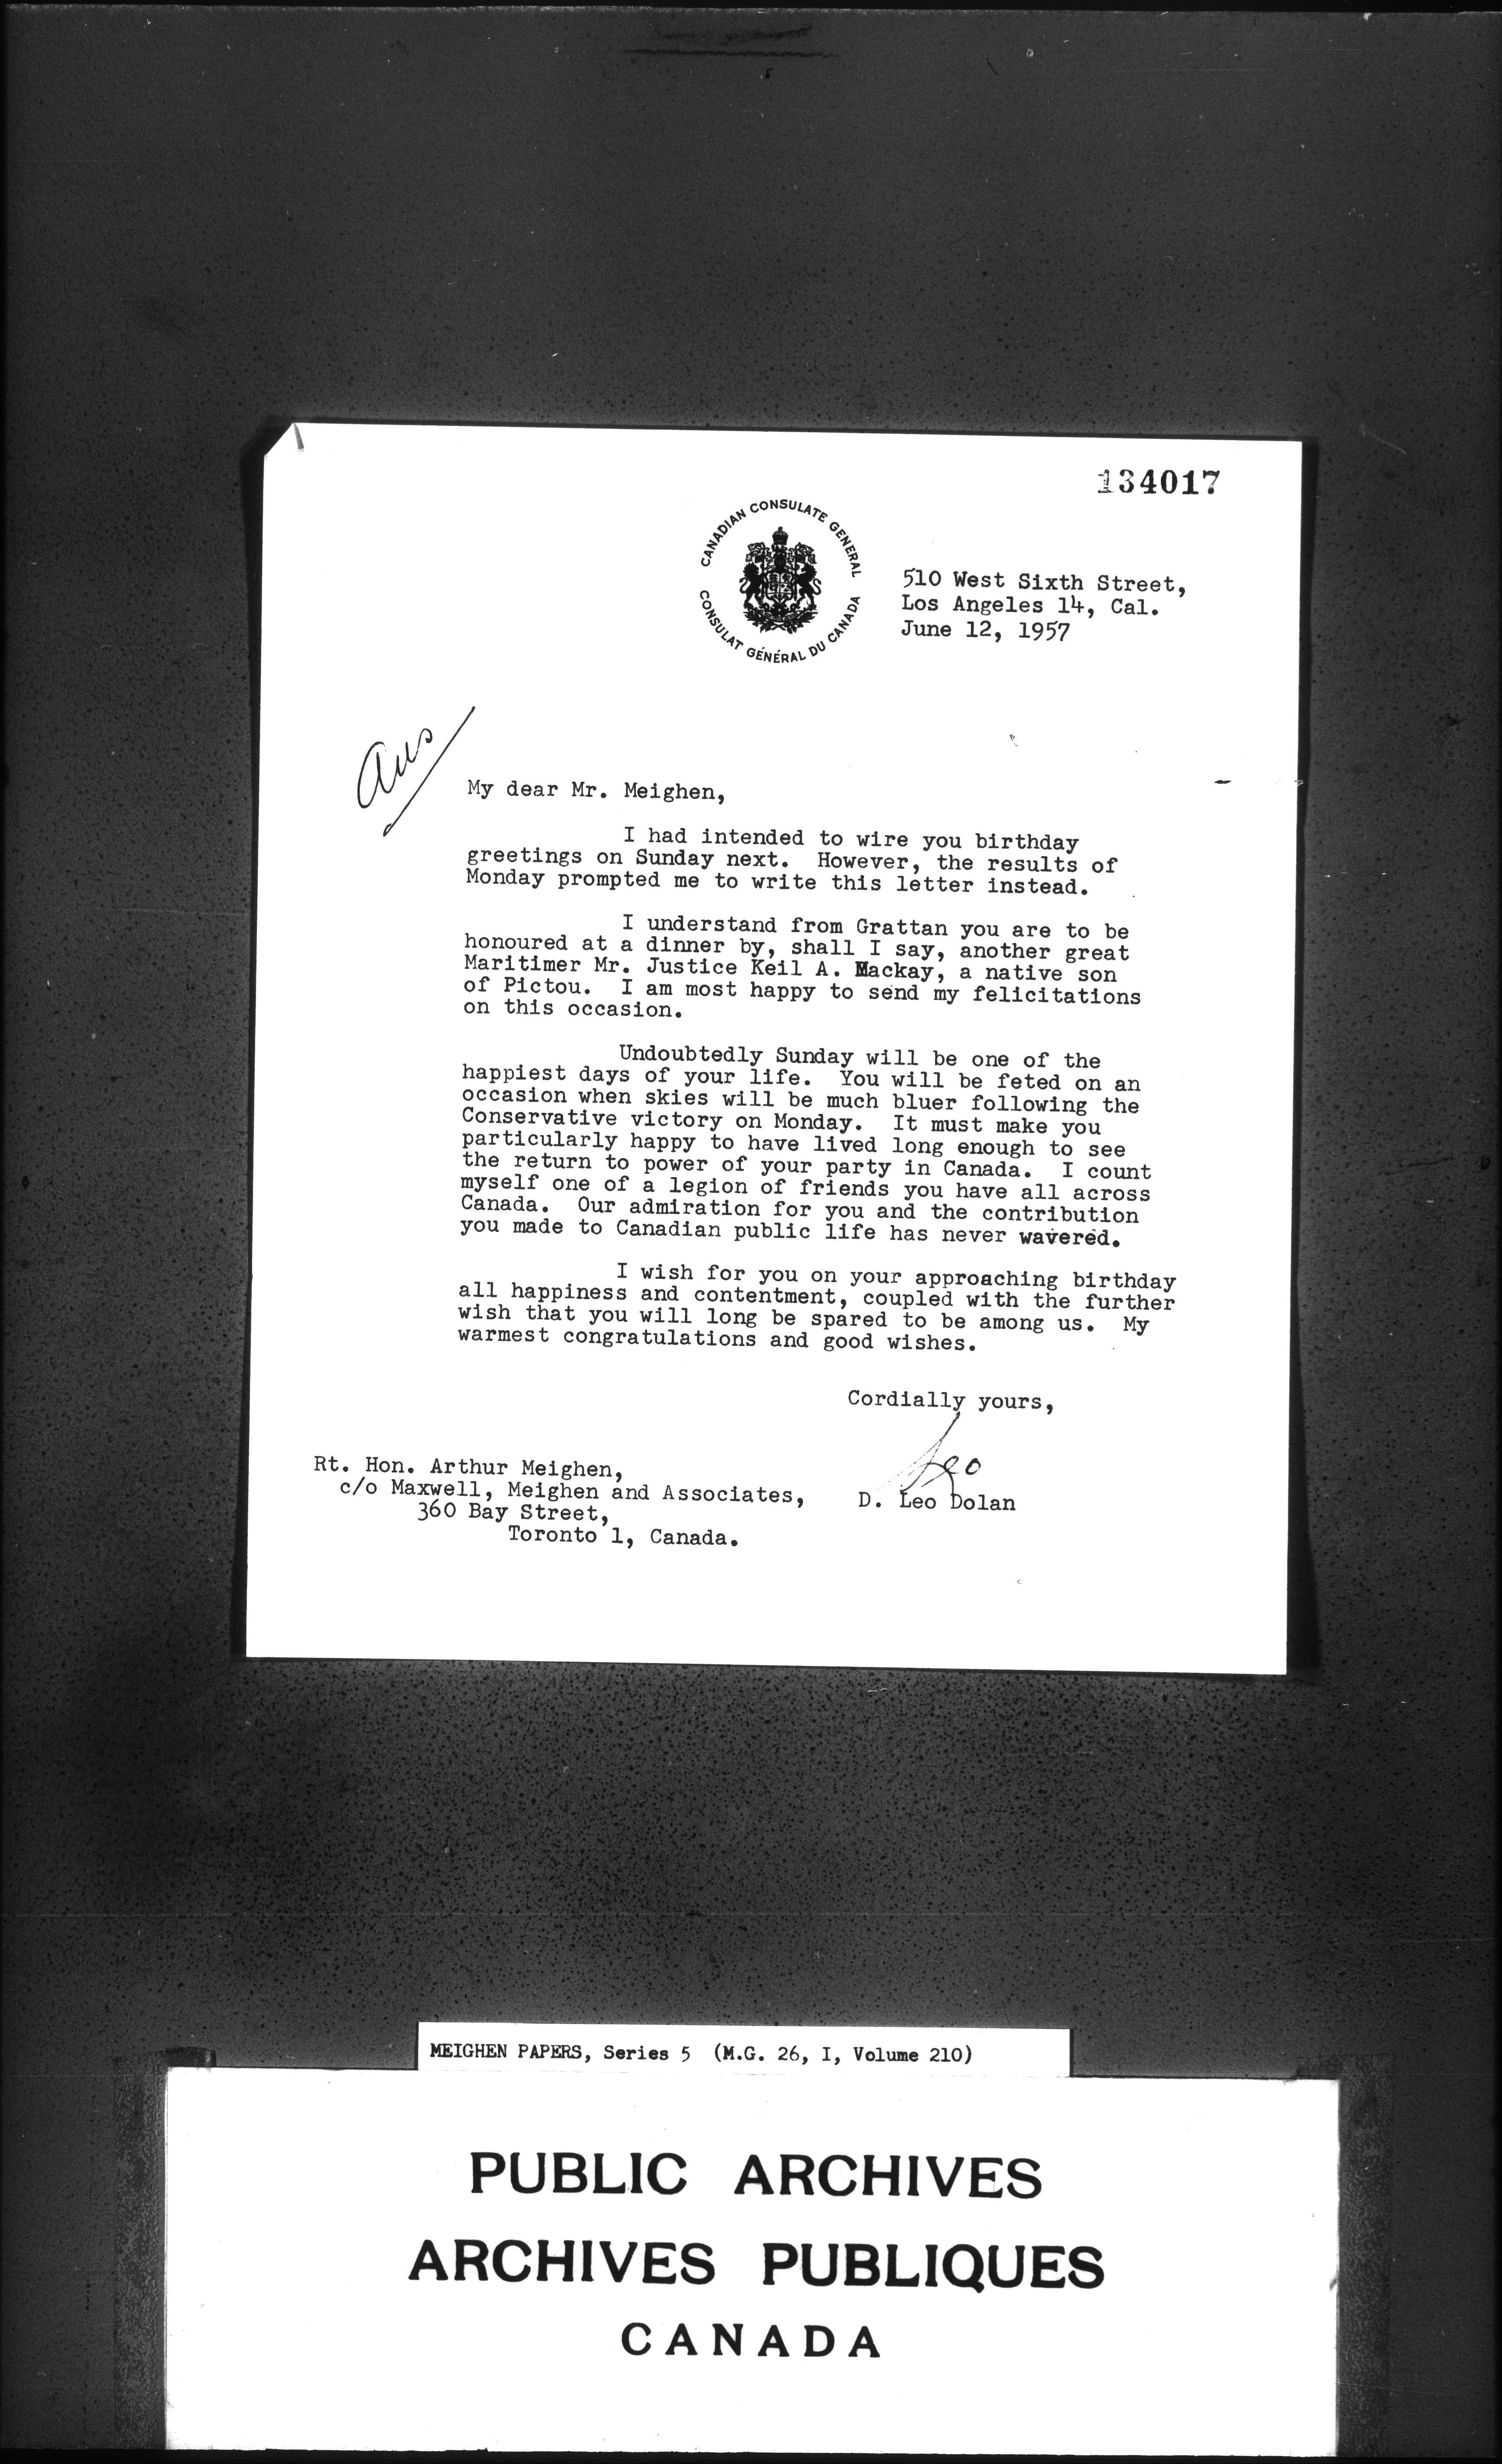 134017
CANADIAN CONSULATE GENERAL
CONSULAT GÉNÉRAL DU CANADA
510 West Sixth Street,
Los Angeles 14, Cal.
June 12, 1957
Ans
My dear Mr. Meighen,
I had intended to wire you birthday
greetings on Sunday next. However, the results of
Monday prompted me to write this letter instead.
I understand from Grattan you are to be
honoured at a dinner by, shall I say, another great
Maritimer Mr. Justice Keil A. Mackay, a native son
of Pictou. I am most happy to send my felicitations
on this occasion.
Undoubtedly Sunday will be one of the
happiest days of your life. You will be feted on an
occasion when skies will be much bluer following the
Conservative victory on Monday. It must make you
particularly happy to have lived long enough to see
the return to power of your party in Canada. I count
myself one of a legion of friends you have all across
Canada. Our admiration for you and the contribution
you made to Canadian public life has never wavered.
I wish for you on your approaching birthday
all happiness and contentment, coupled with the further
wish that you will long be spared to be among us. My
warmest congratulations and good wishes.
Cordially yours,
Leo
D. Leo Dolan
Rt. Hon. Arthur Meighen,
c/o Maxwell, Meighen and Associates,
360 Bay Street,
Toronto 1, Canada.
MEIGHEN PAPERS, Series 5 (M.G. 26, I, Volume 210)
PUBLIC ARCHIVES
ARCHIVES PUBLIQUES
CANADA